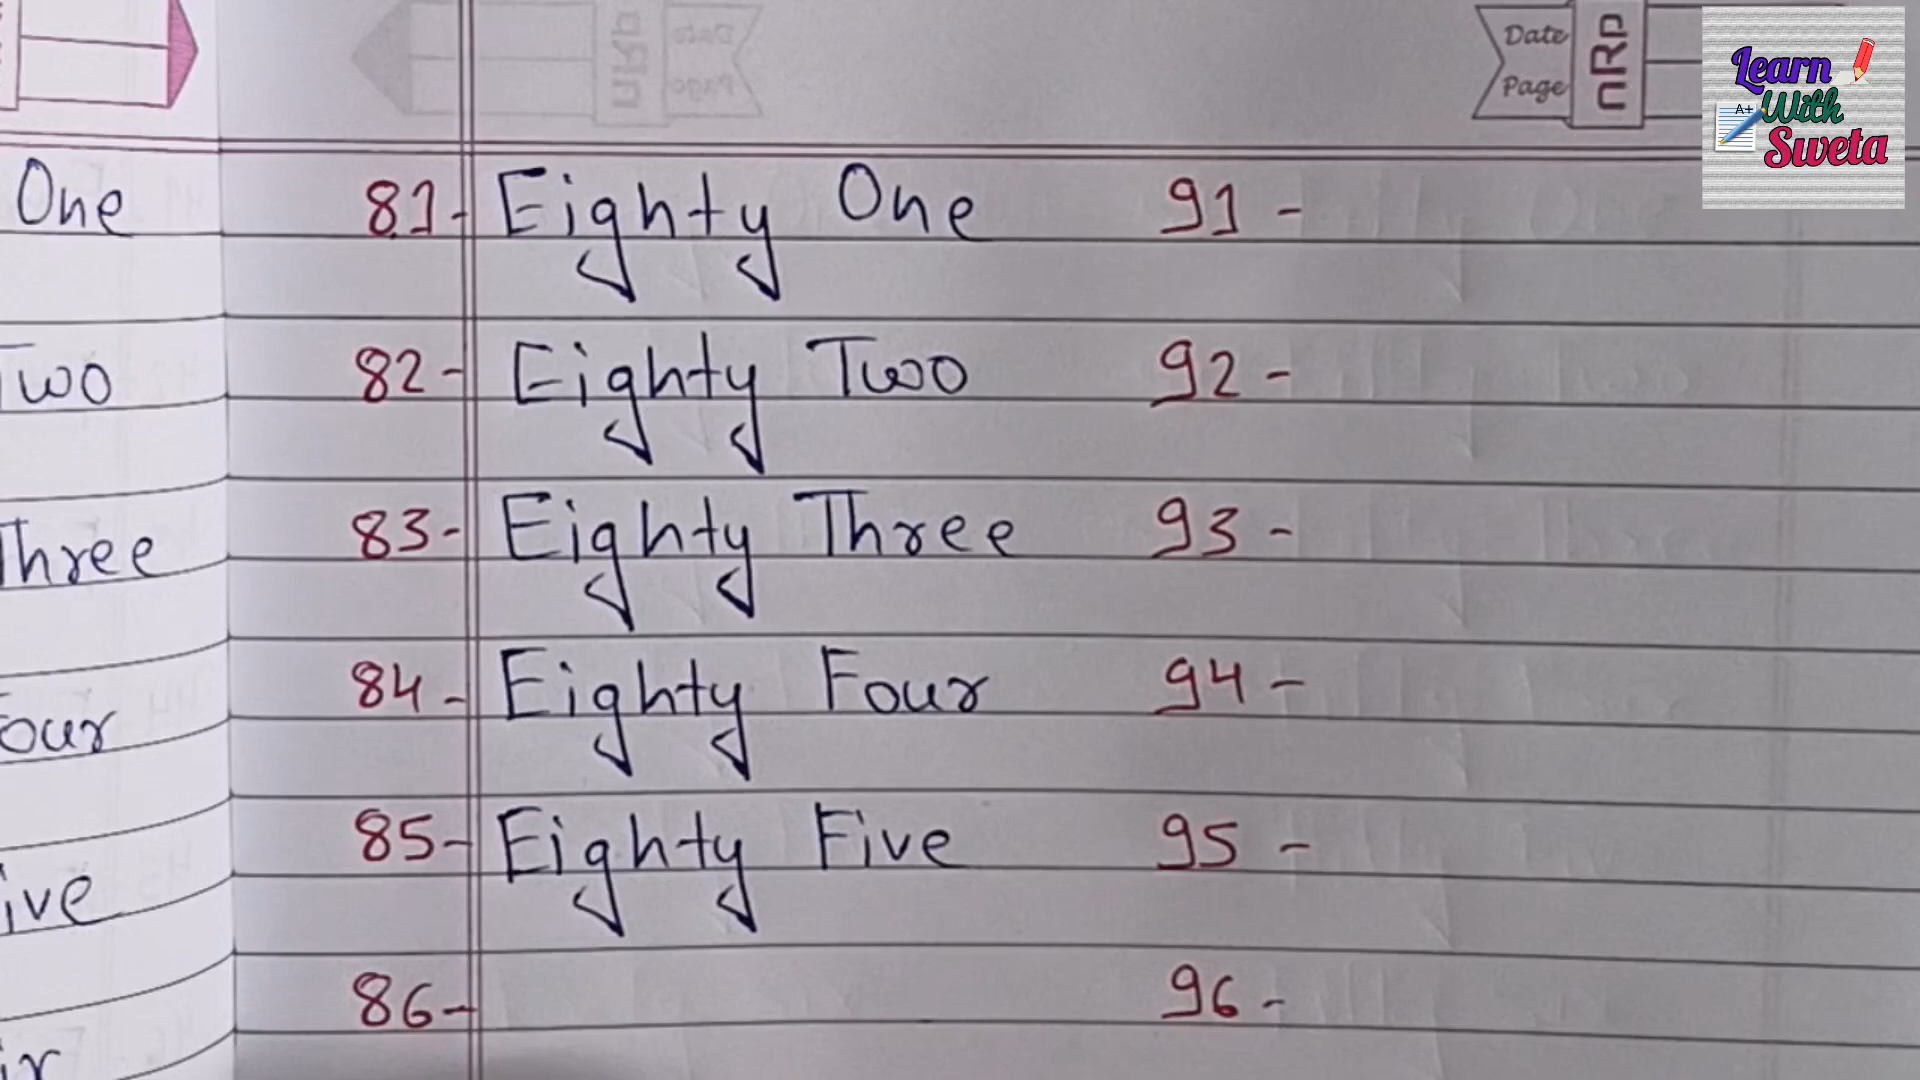 Date
Page
nRp
Learn
A+ With
Sweta
One 81- Eighty One 91-
Two 82- Eighty Two 92-
Three 83- Eighty Three 93-
Four 84- Eighty Four 94-
ive 85- Eighty Five 95-
86- 96-